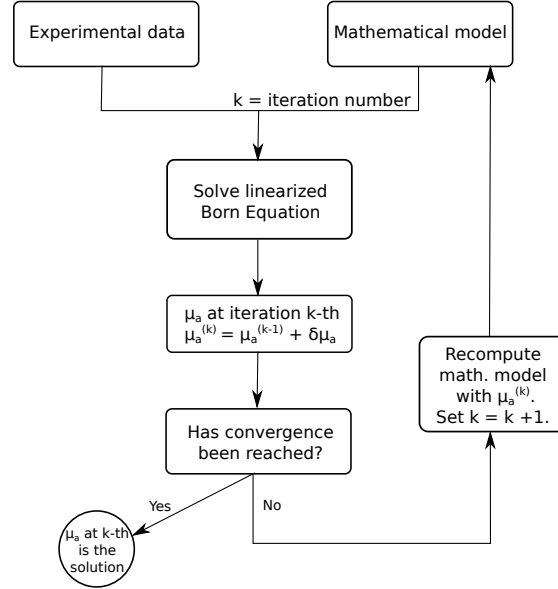 Experimental data
Mathematical model
k = iteration number
Solve linearized
Born Equation
μₐ at iteration k-th
μₐ⁽ᵏ⁾ = μₐ⁽ᵏ⁻¹⁾ + δμₐ
Has convergence
been reached?
Yes
No
μₐ at k-th
is the
solution
Recompute
math. model
with μₐ⁽ᵏ⁾.
Set k = k +1.